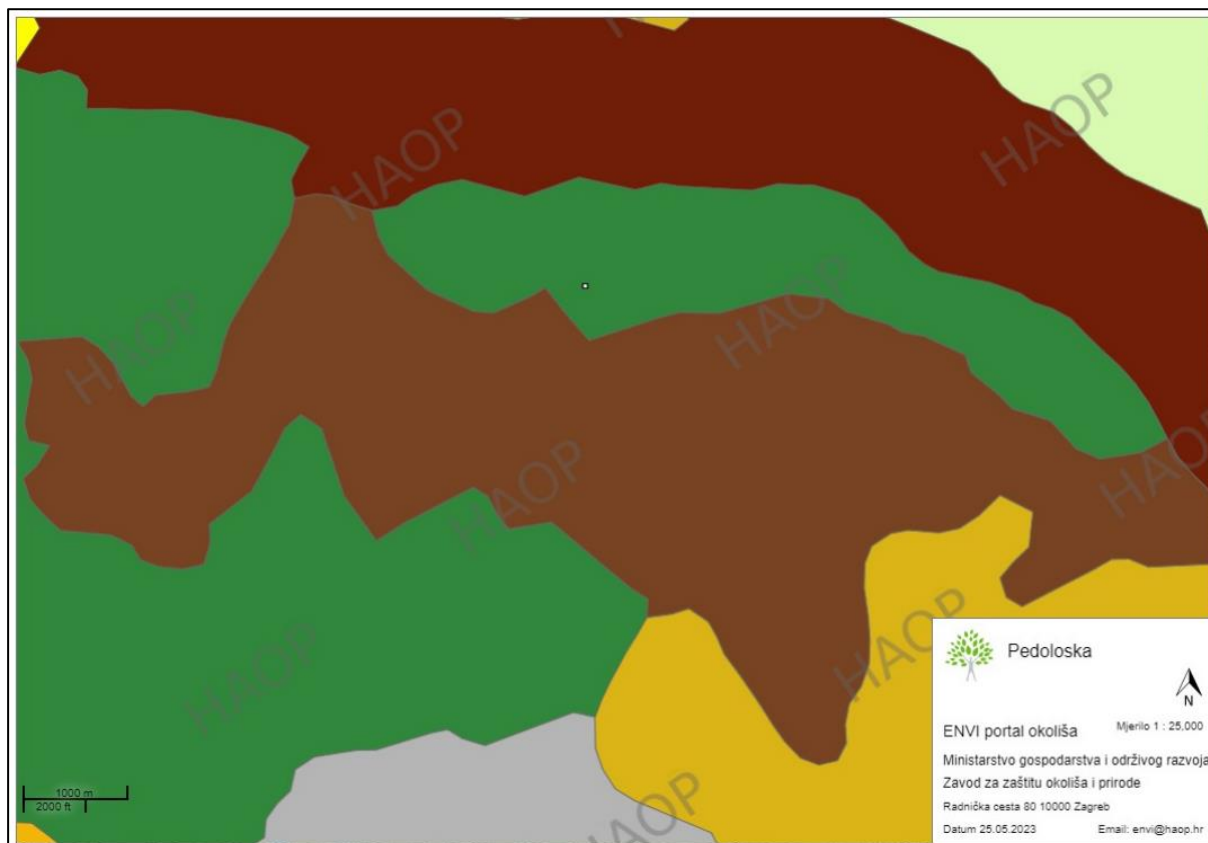 HAOP
HAOP
HAOP
HAOP
HAOP
HAOP
HAOP
HAOP
HAOP
HAOP
Pedoloska
N
ENVI portal okoliša
Mjerilo 1 : 25.000
Ministarstvo gospodarstva i održivog razvoja
Zavod za zaštitu okoliša i prirode
Radnička cesta 80 10000 Zagreb
Datum 25.05.2023
Email: envi@haop.hr
1000 m
2000 ft